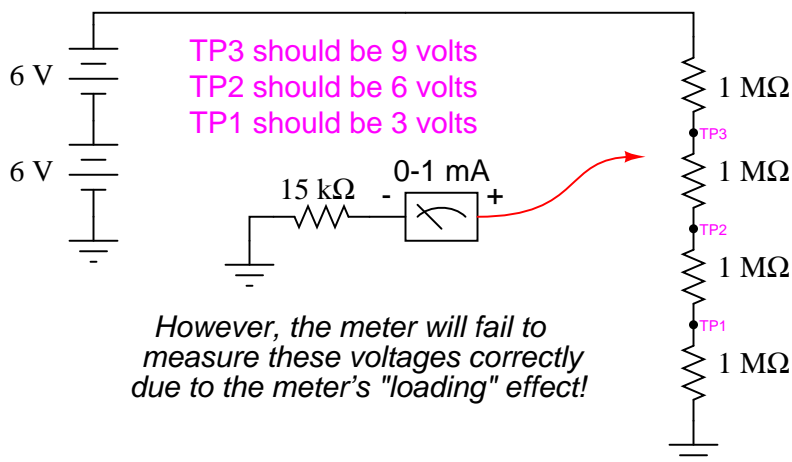 TP3 should be 9 volts
TP2 should be 6 volts
TP1 should be 3 volts
6 V
6 V
1 MΩ
TP3
1 MΩ
TP2
1 MΩ
TP1
1 MΩ
15 kΩ
-
0-1 mA
+
However, the meter will fail to
measure these voltages correctly
due to the meter's "loading" effect!